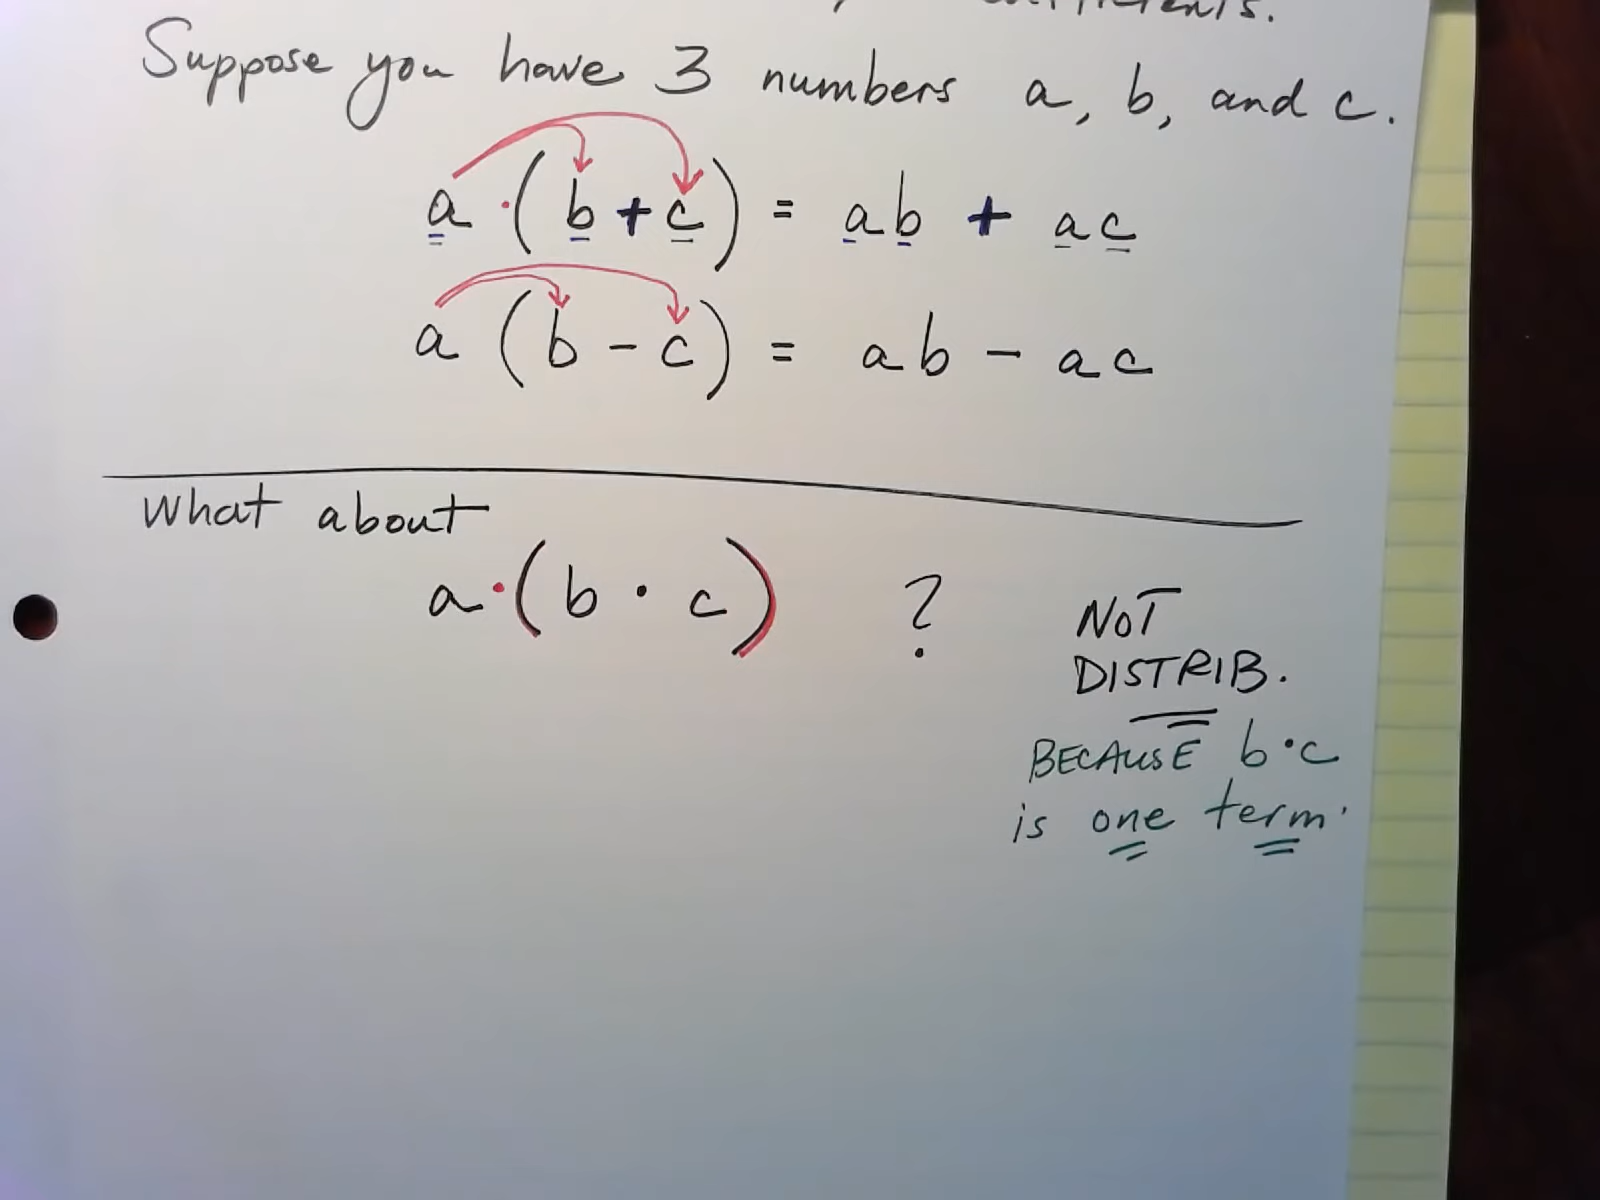 Suppose you have 3 numbers a, b, and c.
a · (b + c) = ab + ac
a (b - c) = ab - ac
What about
a · (b · c) ?
NOT
DISTRIB.
BECAUSE b·c
is one term.